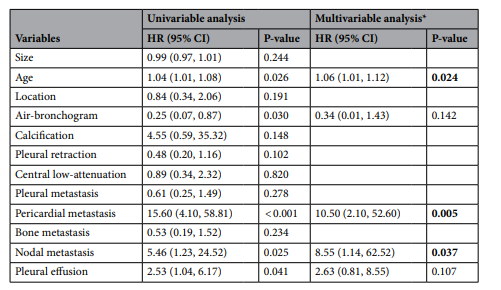 Univariable analysis Multivariable analysis*
Variables HR (95% CI) P-value HR (95% CI) P-value
Size 0.99 (0.97, 1.01) 0.244
Age 1.04 (1.01, 1.08) 0.026 1.06 (1.01, 1.12) 0.024
Location 0.84 (0.34, 2.06) 0.191
Air-bronchogram 0.25 (0.07, 0.87) 0.030 0.34 (0.01, 1.43) 0.142
Calcification 4.55 (0.59, 35.32) 0.148
Pleural retraction 0.48 (0.20, 1.16) 0.102
Central low-attenuation 0.89 (0.34, 2.32) 0.820
Pleural metastasis 0.61 (0.25, 1.49) 0.278
Pericardial metastasis 15.60 (4.10, 58.81) <0.001 10.50 (2.10, 52.60) 0.005
Bone metastasis 0.53 (0.19, 1.52) 0.234
Nodal metastasis 5.46 (1.23, 24.52) 0.025 8.55 (1.14, 62.52) 0.037
Pleural effusion 2.53 (1.04, 6.17) 0.041 2.63 (0.81, 8.55) 0.107